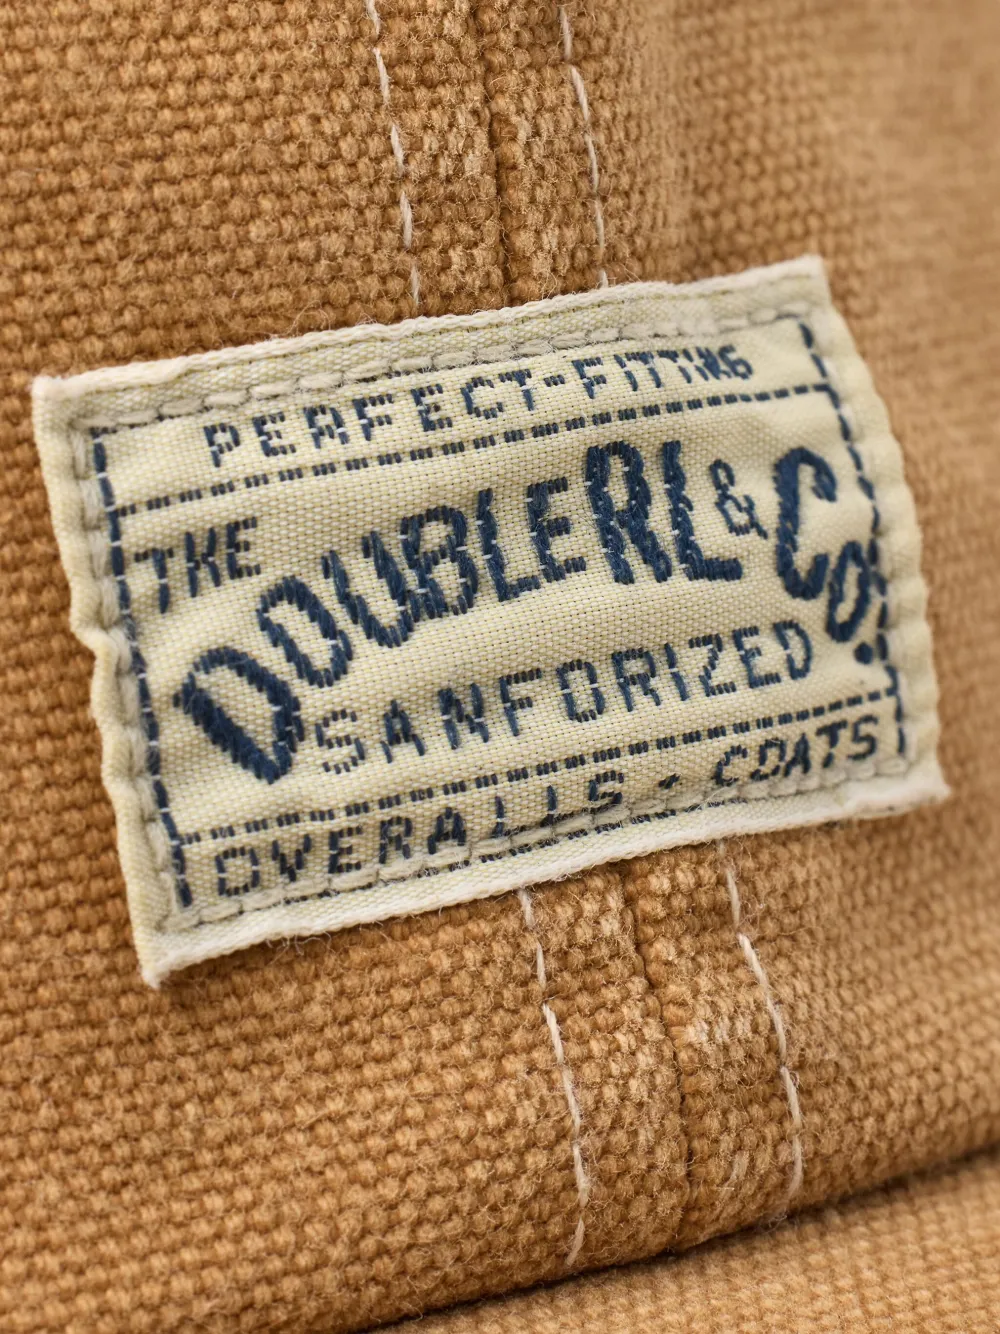 PERFECT-FITTING
THE
DOUBLE RL & Co.
SANFORIZED
OVERALLS · COATS